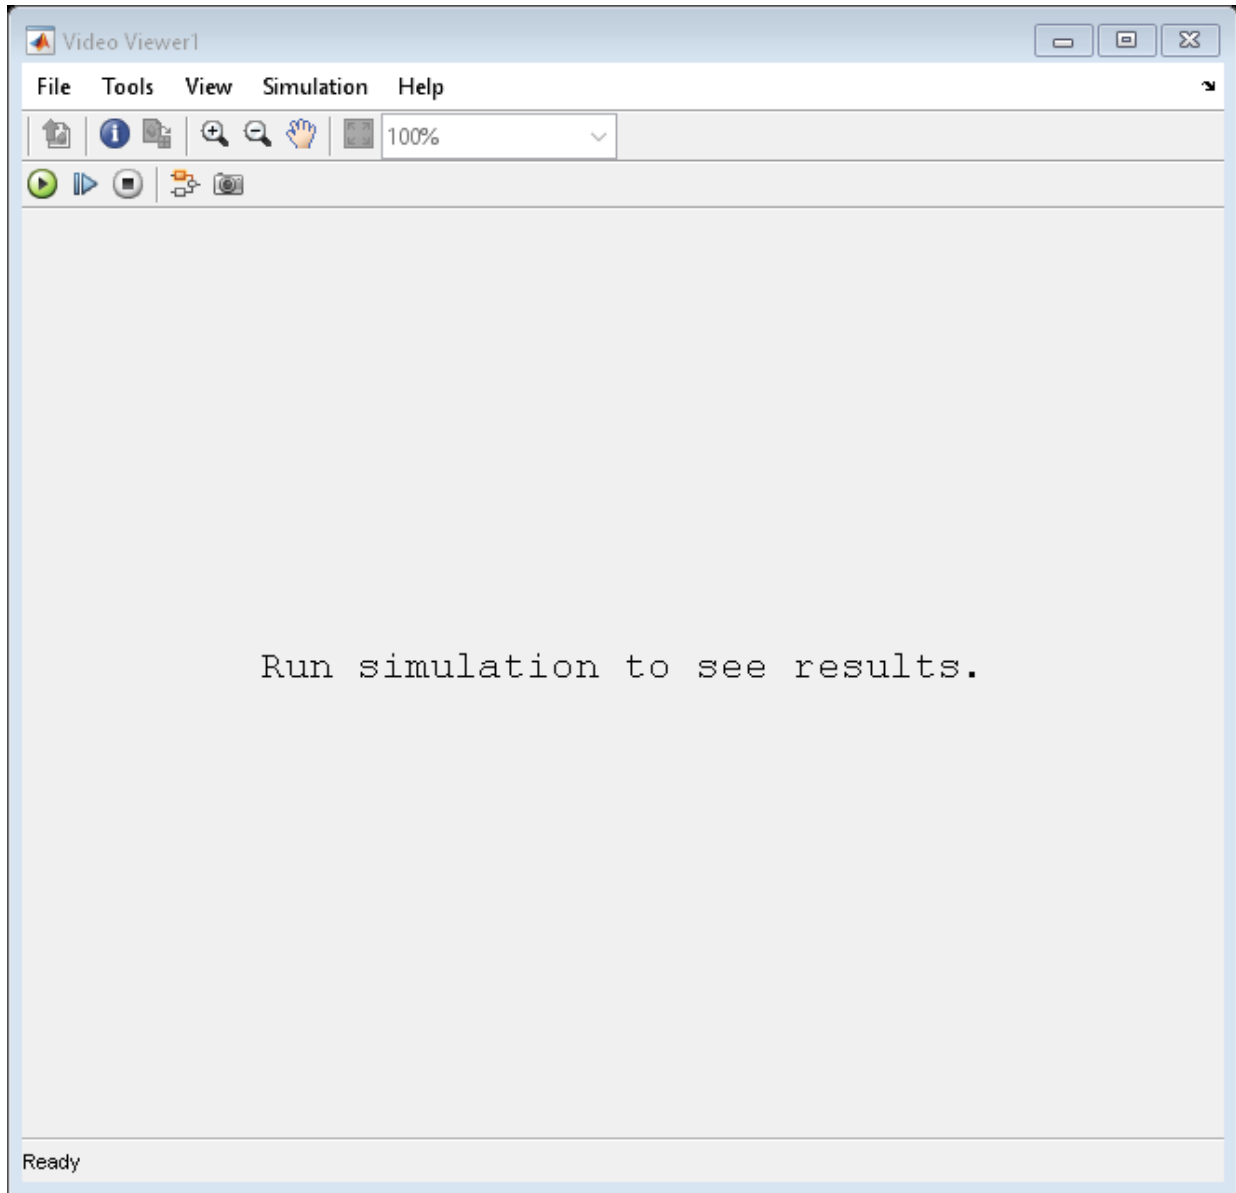 Video Viewer1
File Tools View Simulation Help
100%
Run simulation to see results.
Ready